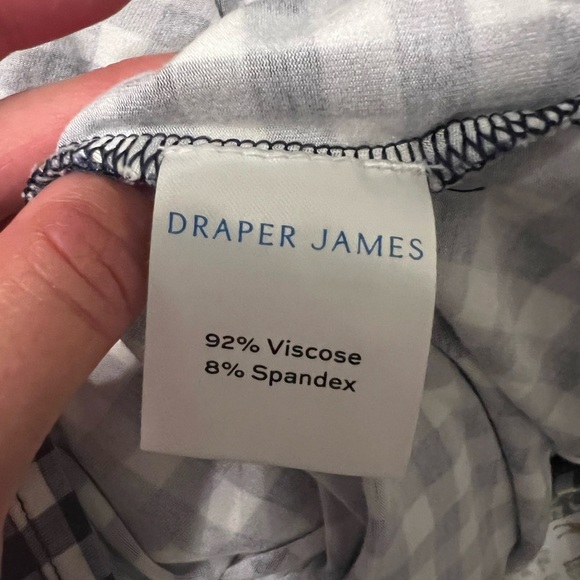 DRAPER JAMES
92% Viscose
8% Spandex